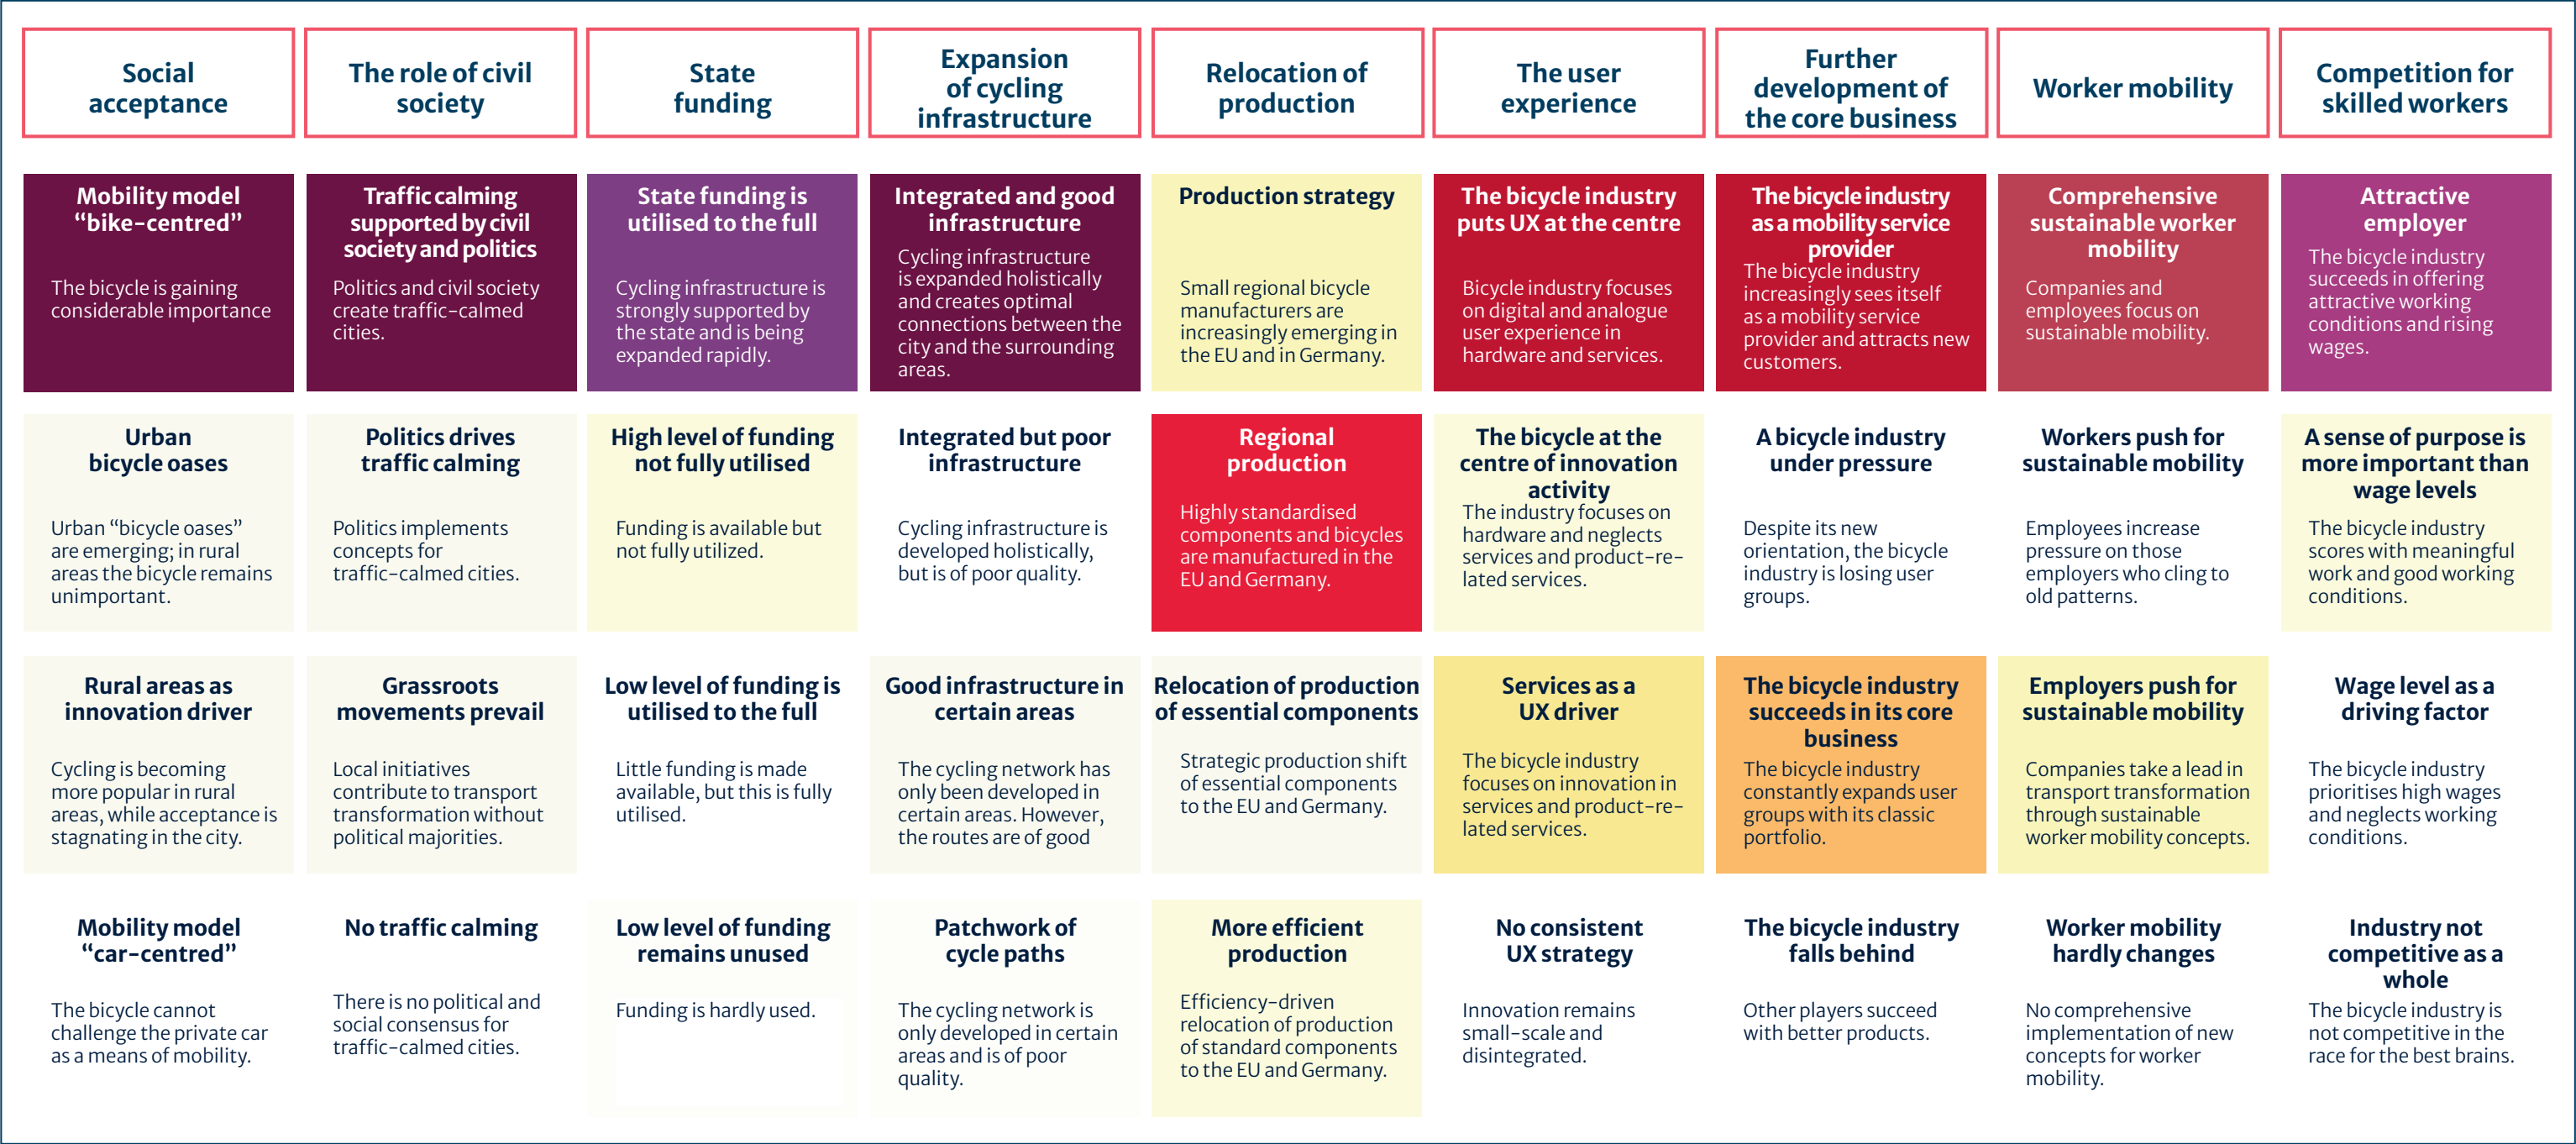 Social
acceptance
The role of civil
society
State
funding
Expansion
of cycling
infrastructure
Relocation of
production
The user
experience
Further
development of
the core business
Worker mobility
Competition for
skilled workers
Mobility model
“bike-centred”
The bicycle is gaining
considerable importance
Traffic calming
supported by civil
society and politics
Politics and civil society
create traffic-calmed
cities.
State funding is
utilised to the full
Cycling infrastructure is
strongly supported by
the state and is being
expanded rapidly.
Integrated and good
infrastructure
Cycling infrastructure
is expanded holistically
and creates optimal
connections between the
city and the surrounding
areas.
Production strategy
Small regional bicycle
manufacturers are
increasingly emerging in
the EU and in Germany.
The bicycle industry
puts UX at the centre
Bicycle industry focuses
on digital and analogue
user experience in
hardware and services.
The bicycle industry
as a mobility service
provider
The bicycle industry
increasingly sees itself
as a mobility service
provider and attracts new
customers.
Comprehensive
sustainable worker
mobility
Companies and
employees focus on
sustainable mobility.
Attractive
employer
The bicycle industry
succeeds in offering
attractive working
conditions and rising
wages.
Urban
bicycle oases
Urban “bicycle oases”
are emerging; in rural
areas the bicycle remains
unimportant.
Politics drives
traffic calming
Politics implements
concepts for
traffic-calmed cities.
High level of funding
not fully utilised
Funding is available but
not fully utilized.
Integrated but poor
infrastructure
Cycling infrastructure is
developed holistically,
but is of poor quality.
Regional
production
Highly standardised
components and bicycles
are manufactured in the
EU and Germany.
The bicycle at the
centre of innovation
activity
The industry focuses on
hardware and neglects
services and product-re-
lated services.
A bicycle industry
under pressure
Despite its new
orientation, the bicycle
industry is losing user
groups.
Workers push for
sustainable mobility
Employees increase
pressure on those
employers who cling to
old patterns.
A sense of purpose is
more important than
wage levels
The bicycle industry
scores with meaningful
work and good working
conditions.
Rural areas as
innovation driver
Cycling is becoming
more popular in rural
areas, while acceptance is
stagnating in the city.
Grassroots
movements prevail
Local initiatives
contribute to transport
transformation without
political majorities.
Low level of funding is
utilised to the full
Little funding is made
available, but this is fully
utilised.
Good infrastructure in
certain areas
The cycling network has
only been developed in
certain areas. However,
the routes are of good
Relocation of production
of essential components
Strategic production shift
of essential components
to the EU and Germany.
Services as a
UX driver
The bicycle industry
focuses on innovation in
services and product-re-
lated services.
The bicycle industry
succeeds in its core
business
The bicycle industry
constantly expands user
groups with its classic
portfolio.
Employers push for
sustainable mobility
Companies take a lead in
transport transformation
through sustainable
worker mobility concepts.
Wage level as a
driving factor
The bicycle industry
prioritises high wages
and neglects working
conditions.
Mobility model
“car-centred”
The bicycle cannot
challenge the private car
as a means of mobility.
No traffic calming
There is no political and
social consensus for
traffic-calmed cities.
Low level of funding
remains unused
Funding is hardly used.
Patchwork of
cycle paths
The cycling network is
only developed in certain
areas and is of poor
quality.
More efficient
production
Efficiency-driven
relocation of production
of standard components
to the EU and Germany.
No consistent
UX strategy
Innovation remains
small-scale and
disintegrated.
The bicycle industry
falls behind
Other players succeed
with better products.
Worker mobility
hardly changes
No comprehensive
implementation of new
concepts for worker
mobility.
Industry not
competitive as a
whole
The bicycle industry is
not competitive in the
race for the best brains.